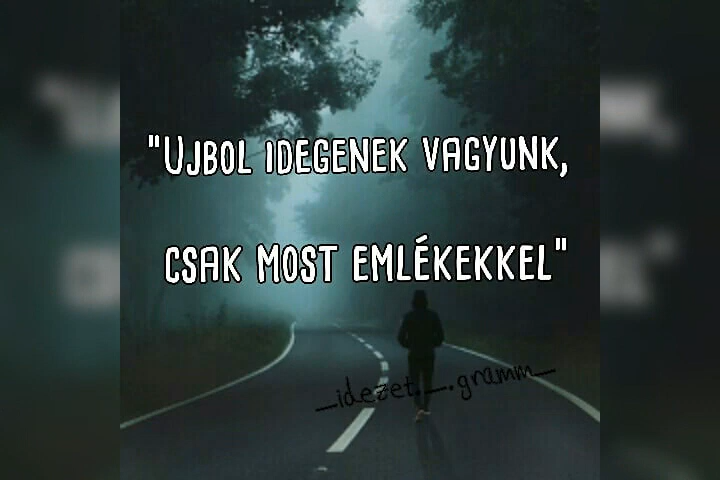 "UJBOL IDEGENEK VAGYUNK,
CSAK MOST EMLÉKEKKEL"
_idezet._.gramm_